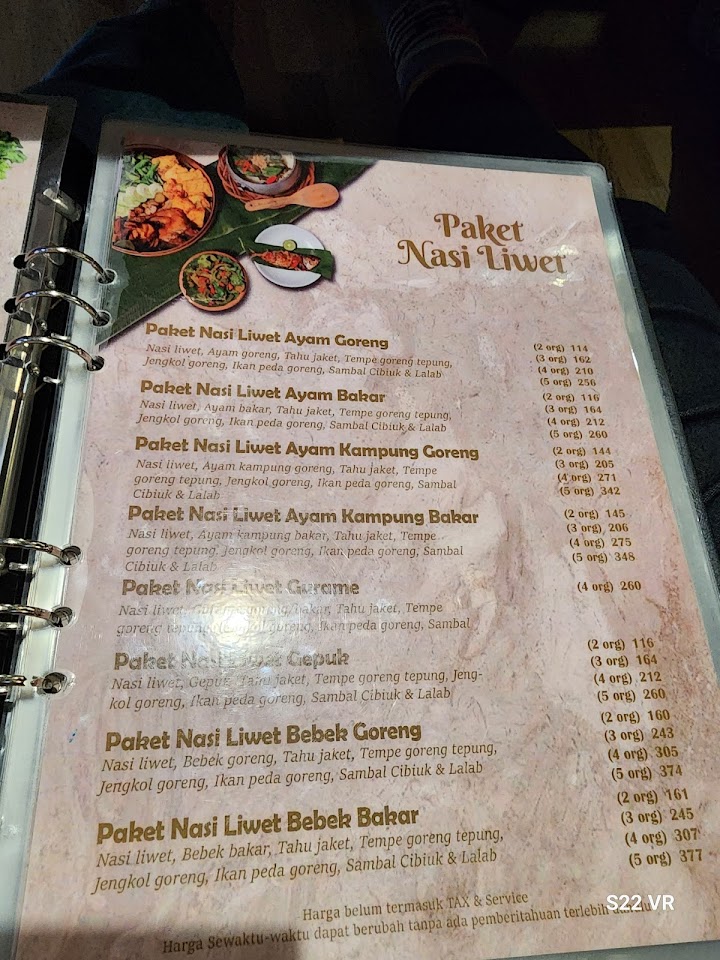 Paket
Nasi Liwet
Paket Nasi Liwet Ayam Goreng
Nasi liwet, Ayam goreng, Tahu jaket, Tempe goreng tepung,
Jengkol goreng, Ikan peda goreng, Sambal Cibiuk & Lalab
(2 org) 114
(3 org) 162
(4 org) 210
(5 org) 256
Paket Nasi Liwet Ayam Bakar
Nasi liwet, Ayam bakar, Tahu jaket, Tempe goreng tepung,
Jengkol goreng, Ikan peda goreng, Sambal Cibiuk & Lalab
(2 org) 116
(3 org) 164
(4 org) 212
(5 org) 260
Paket Nasi Liwet Ayam Kampung Goreng
Nasi liwet, Ayam kampung goreng, Tahu jaket, Tempe
goreng tepung, Jengkol goreng, Ikan peda goreng, Sambal
Cibiuk & Lalab
(2 org) 144
(3 org) 205
(4 org) 271
(5 org) 342
Paket Nasi Liwet Ayam Kampung Bakar
Nasi liwet, Ayam kampung bakar, Tahu jaket, Tempe
goreng tepung, Jengkol goreng, Ikan peda goreng, Sambal
Cibiuk & Lalab
(2 org) 145
(3 org) 206
(4 org) 275
(5 org) 348
Paket Nasi Liwet Gurame
Nasi liwet, Gurame goreng/bakar, Tahu jaket, Tempe
goreng tepung, Jengkol goreng, Ikan peda goreng, Sambal
(4 org) 260
Paket Nasi Liwet Gepuk
Nasi liwet, Gepuk, Tahu jaket, Tempe goreng tepung, Jeng-
kol goreng, Ikan peda goreng, Sambal Cibiuk & Lalab
(2 org) 116
(3 org) 164
(4 org) 212
(5 org) 260
Paket Nasi Liwet Bebek Goreng
Nasi liwet, Bebek goreng, Tahu jaket, Tempe goreng tepung,
Jengkol goreng, Ikan peda goreng, Sambal Cibiuk & Lalab
(2 org) 160
(3 org) 243
(4 org) 305
(5 org) 374
Paket Nasi Liwet Bebek Bakar
Nasi liwet, Bebek bakar, Tahu jaket, Tempe goreng tepung,
Jengkol goreng, Ikan peda goreng, Sambal Cibiuk & Lalab
(2 org) 161
(3 org) 245
(4 org) 307
(5 org) 377
Harga belum termasuk TAX & Service
Harga Sewaktu-waktu dapat berubah tanpa ada pemberitahuan terlebih
S22 VR